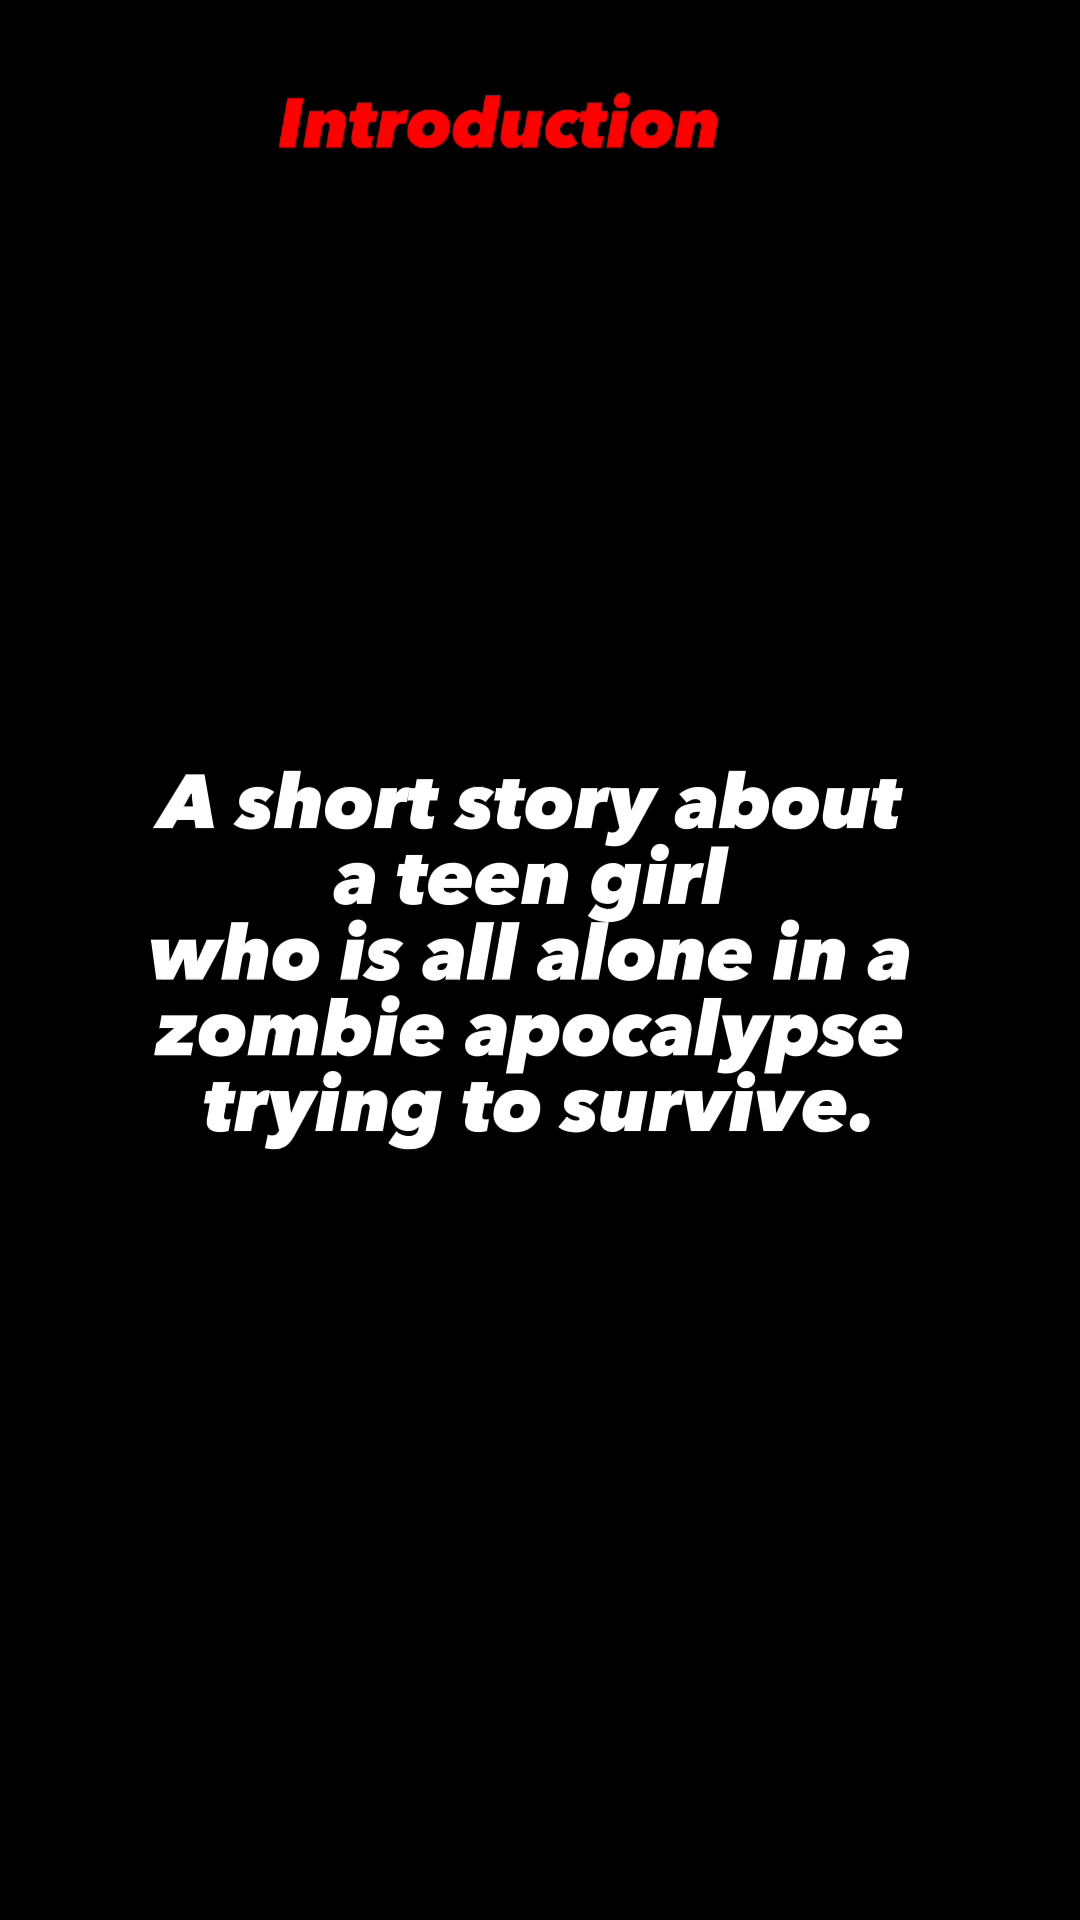 Introduction
A short story about
a teen girl
who is all alone in a
zombie apocalypse
trying to survive.